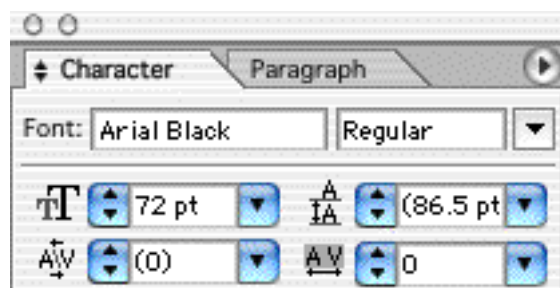 Character Paragraph
Font: Arial Black Regular
72 pt (86.5 pt
(0) 0